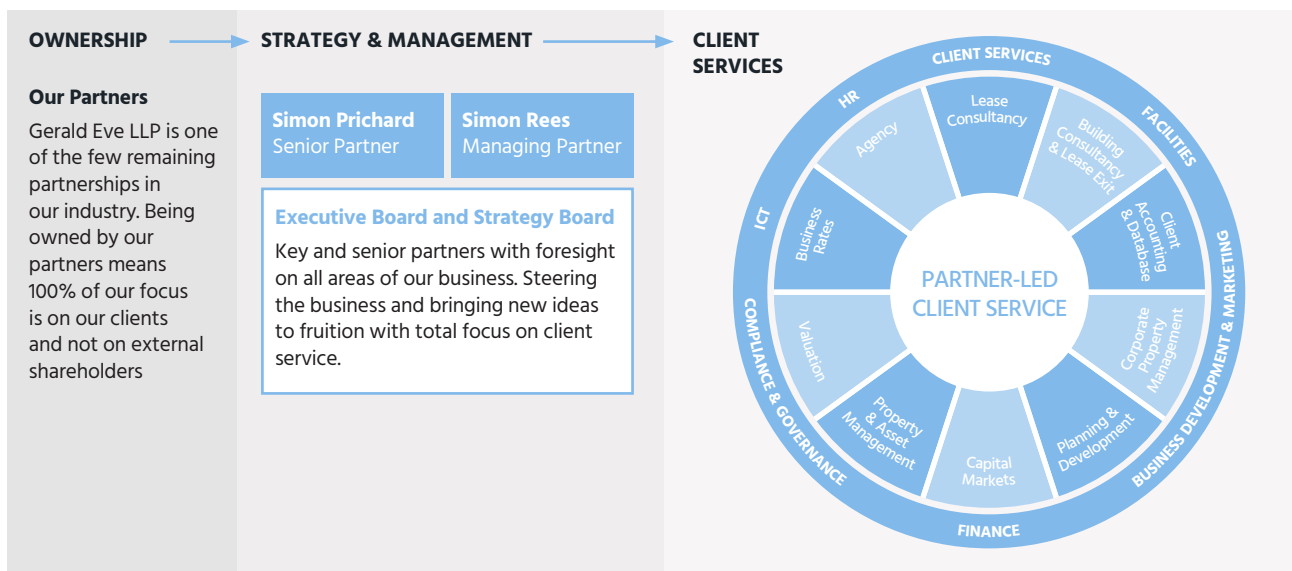 OWNERSHIP
Our Partners
Gerald Eve LLP is one
of the few remaining
partnerships in
our industry. Being
owned by our
partners means
100% of our focus
is on our clients
and not on external
shareholders
STRATEGY & MANAGEMENT
Simon Prichard
Senior Partner
Simon Rees
Managing Partner
Executive Board and Strategy Board
Key and senior partners with foresight
on all areas of our business. Steering
the business and bringing new ideas
to fruition with total focus on client
service.
CLIENT
SERVICES
CLIENT SERVICES
FACILITIES
BUSINESS DEVELOPMENT & MARKETING
FINANCE
COMPLIANCE & GOVERNANCE
ICT
HR
Lease
Consultancy
Building
Consultancy
& Lease Exit
Client
Accounting
& Database
Corporate
Property
Management
Planning &
Development
Capital
Markets
Property
& Asset
Management
Valuation
Business
Rates
Agency
PARTNER-LED
CLIENT SERVICE